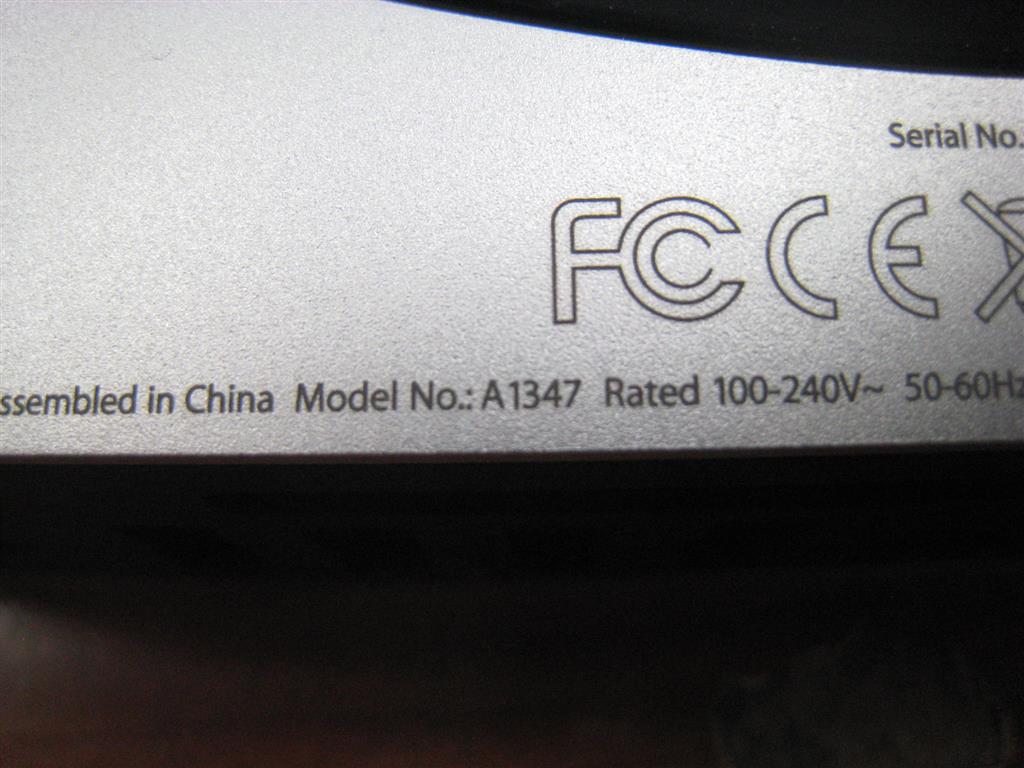 Serial No.
FC CE
ssembled in China Model No.: A1347 Rated 100-240V~ 50-60Hz